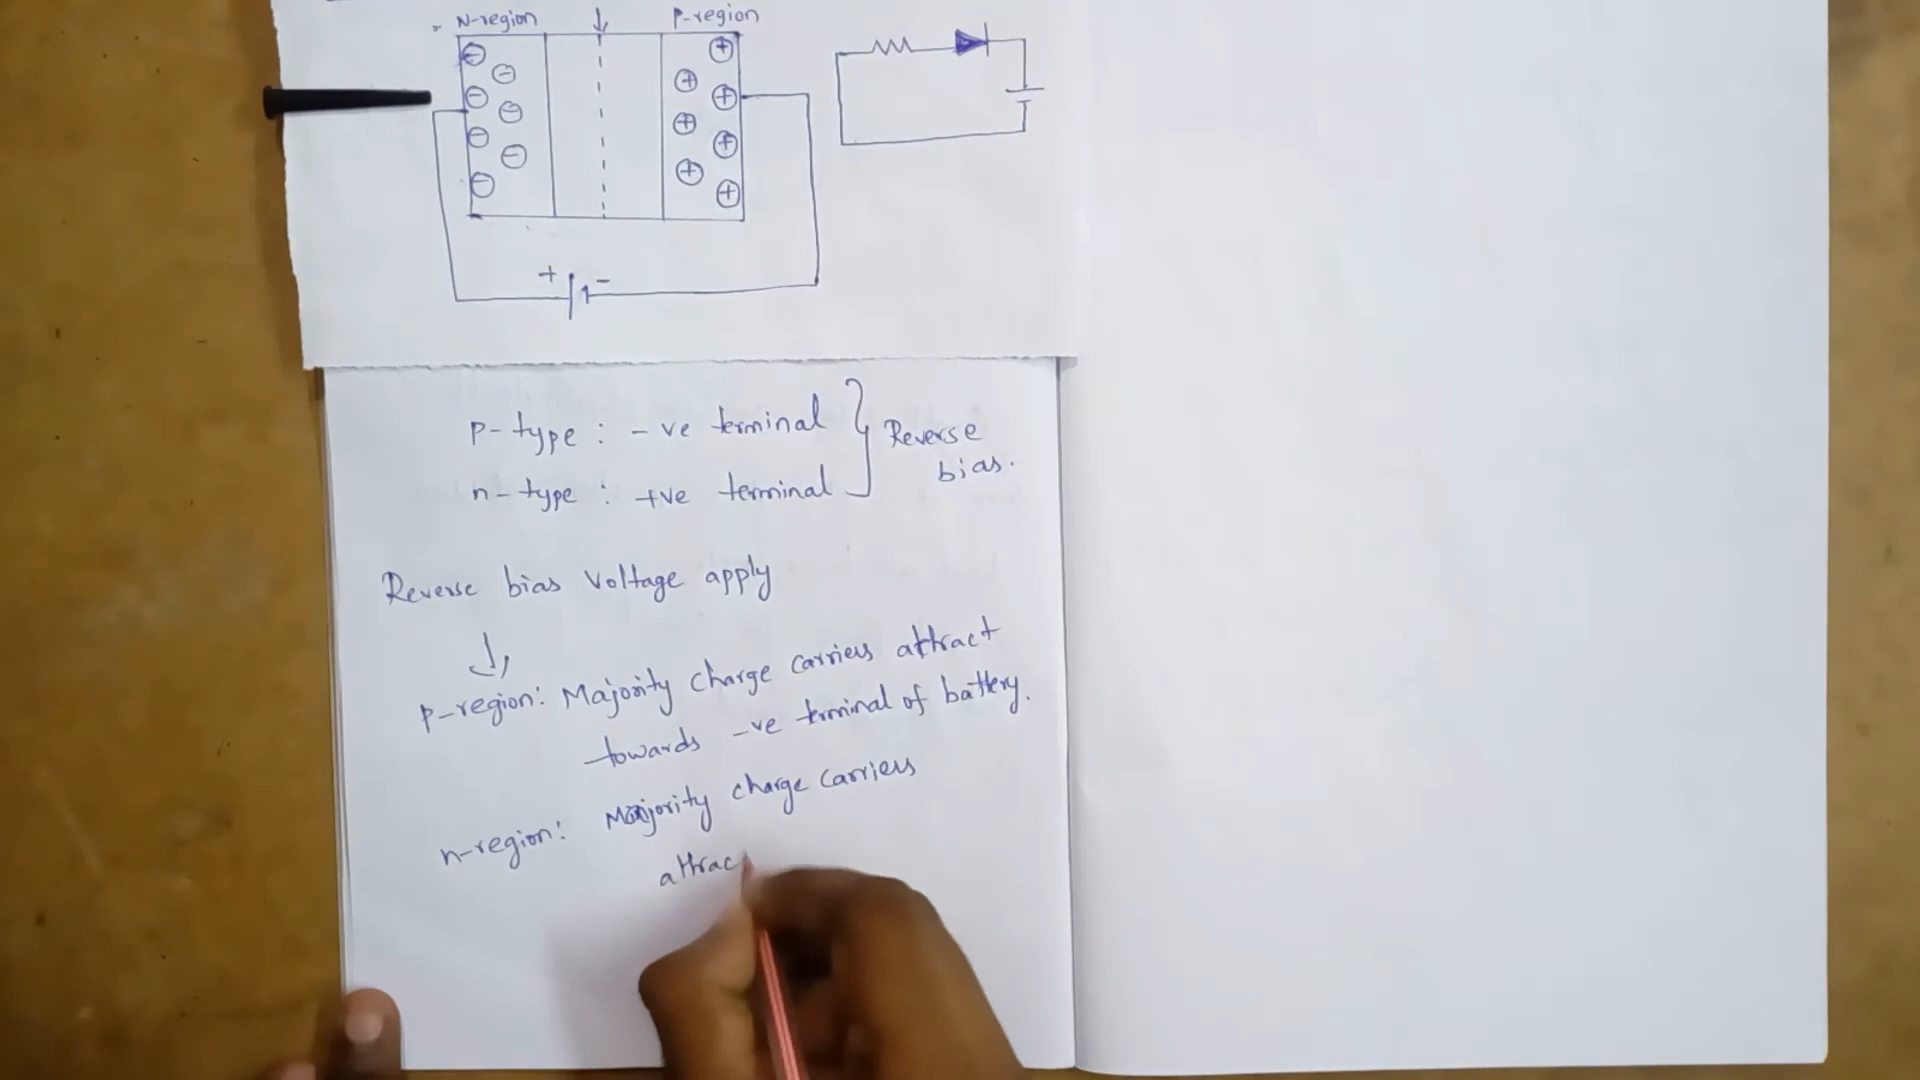 N-region P-region
+ -
p-type : -ve terminal
n-type : +ve terminal
Reverse
bias.
Reverse bias voltage apply
p-region: Majority charge carriers attract
towards -ve terminal of battery.
n-region: Majority charge carriers
attrac